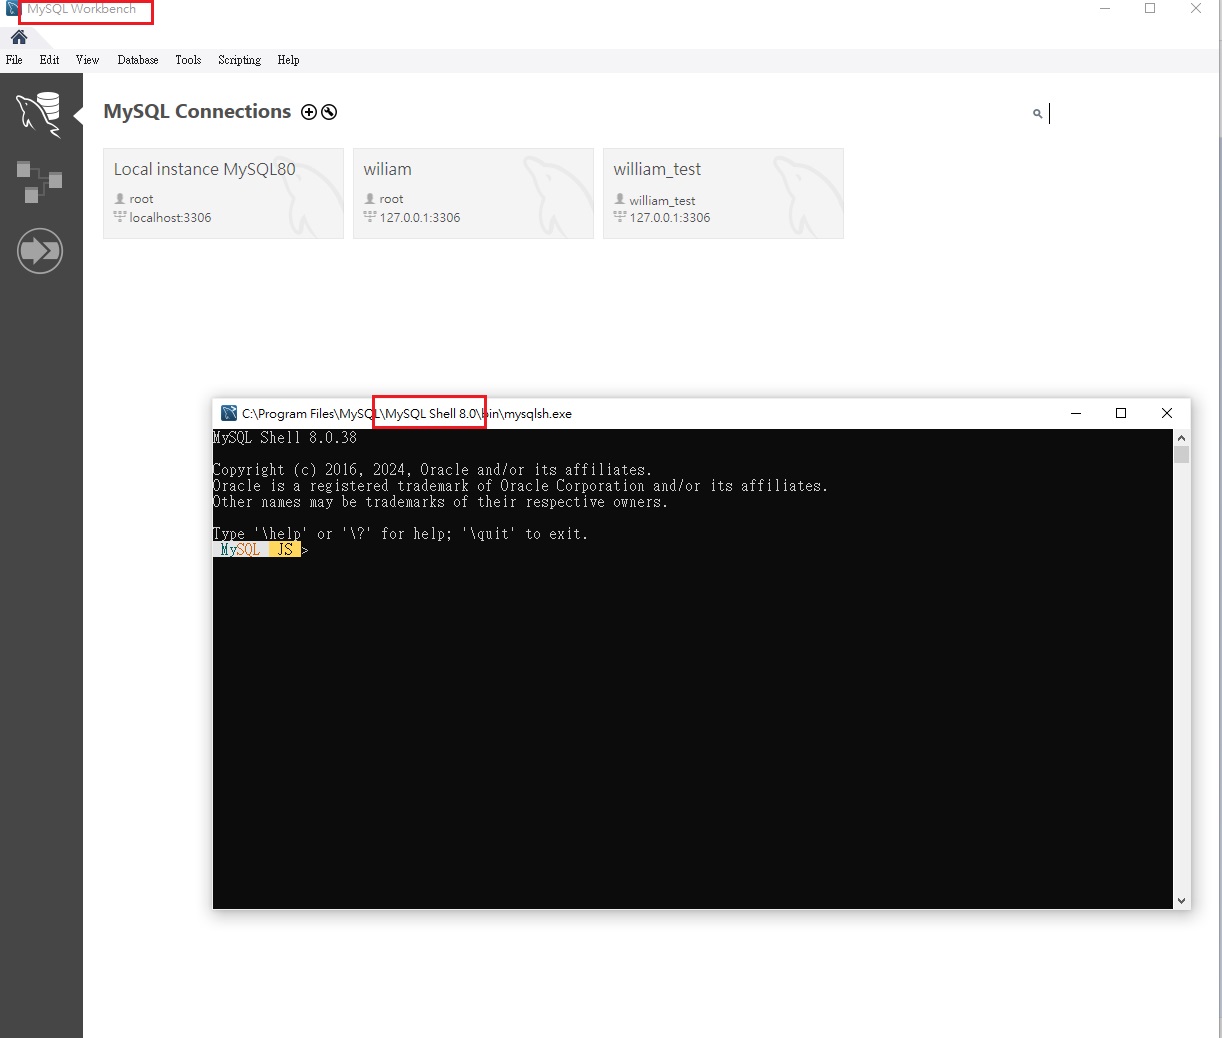 MySQL Workbench
File Edit View Database Tools Scripting Help
MySQL Connections
Local instance MySQL80
root
localhost:3306
wiliam
root
127.0.0.1:3306
william_test
william_test
127.0.0.1:3306
C:\Program Files\MySQL\MySQL Shell 8.0\bin\mysqlsh.exe
MySQL Shell 8.0.38
Copyright (c) 2016, 2024, Oracle and/or its affiliates.
Oracle is a registered trademark of Oracle Corporation and/or its affiliates.
Other names may be trademarks of their respective owners.
Type '\help' or '\?' for help; '\quit' to exit.
MySQL JS >